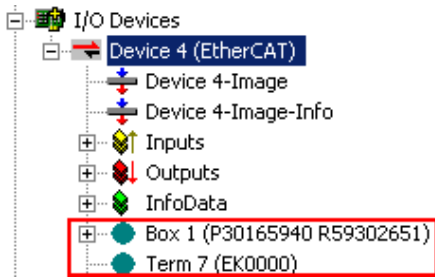 I/O Devices
Device 4 (EtherCAT)
Device 4-Image
Device 4-Image-Info
Inputs
Outputs
InfoData
Box 1 (P30165940 R59302651)
Term 7 (EK0000)